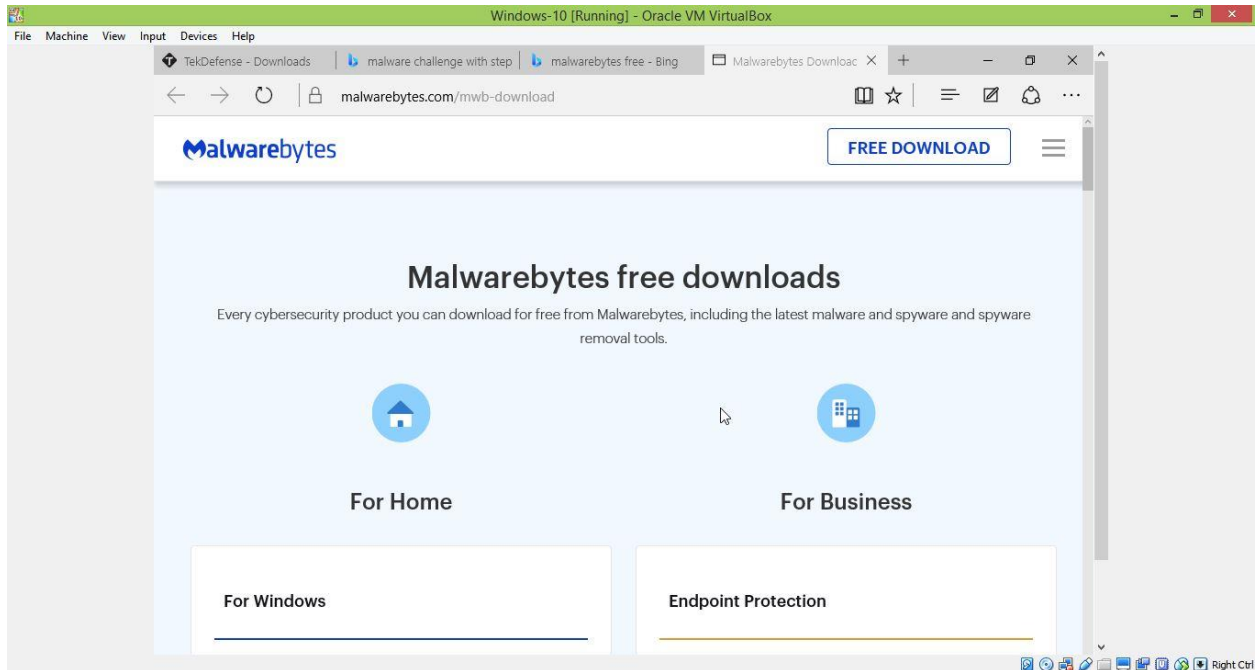 Windows-10 [Running] - Oracle VM VirtualBox
File Machine View Input Devices Help
TekDefense - Downloads malware challenge with step malwarebytes free - Bing Malwarebytes Downloac
malwarebytes.com/mwb-download
Malwarebytes
FREE DOWNLOAD
Malwarebytes free downloads
Every cybersecurity product you can download for free from Malwarebytes, including the latest malware and spyware and spyware
removal tools.
For Home
For Business
For Windows
Endpoint Protection
Right Ctrl